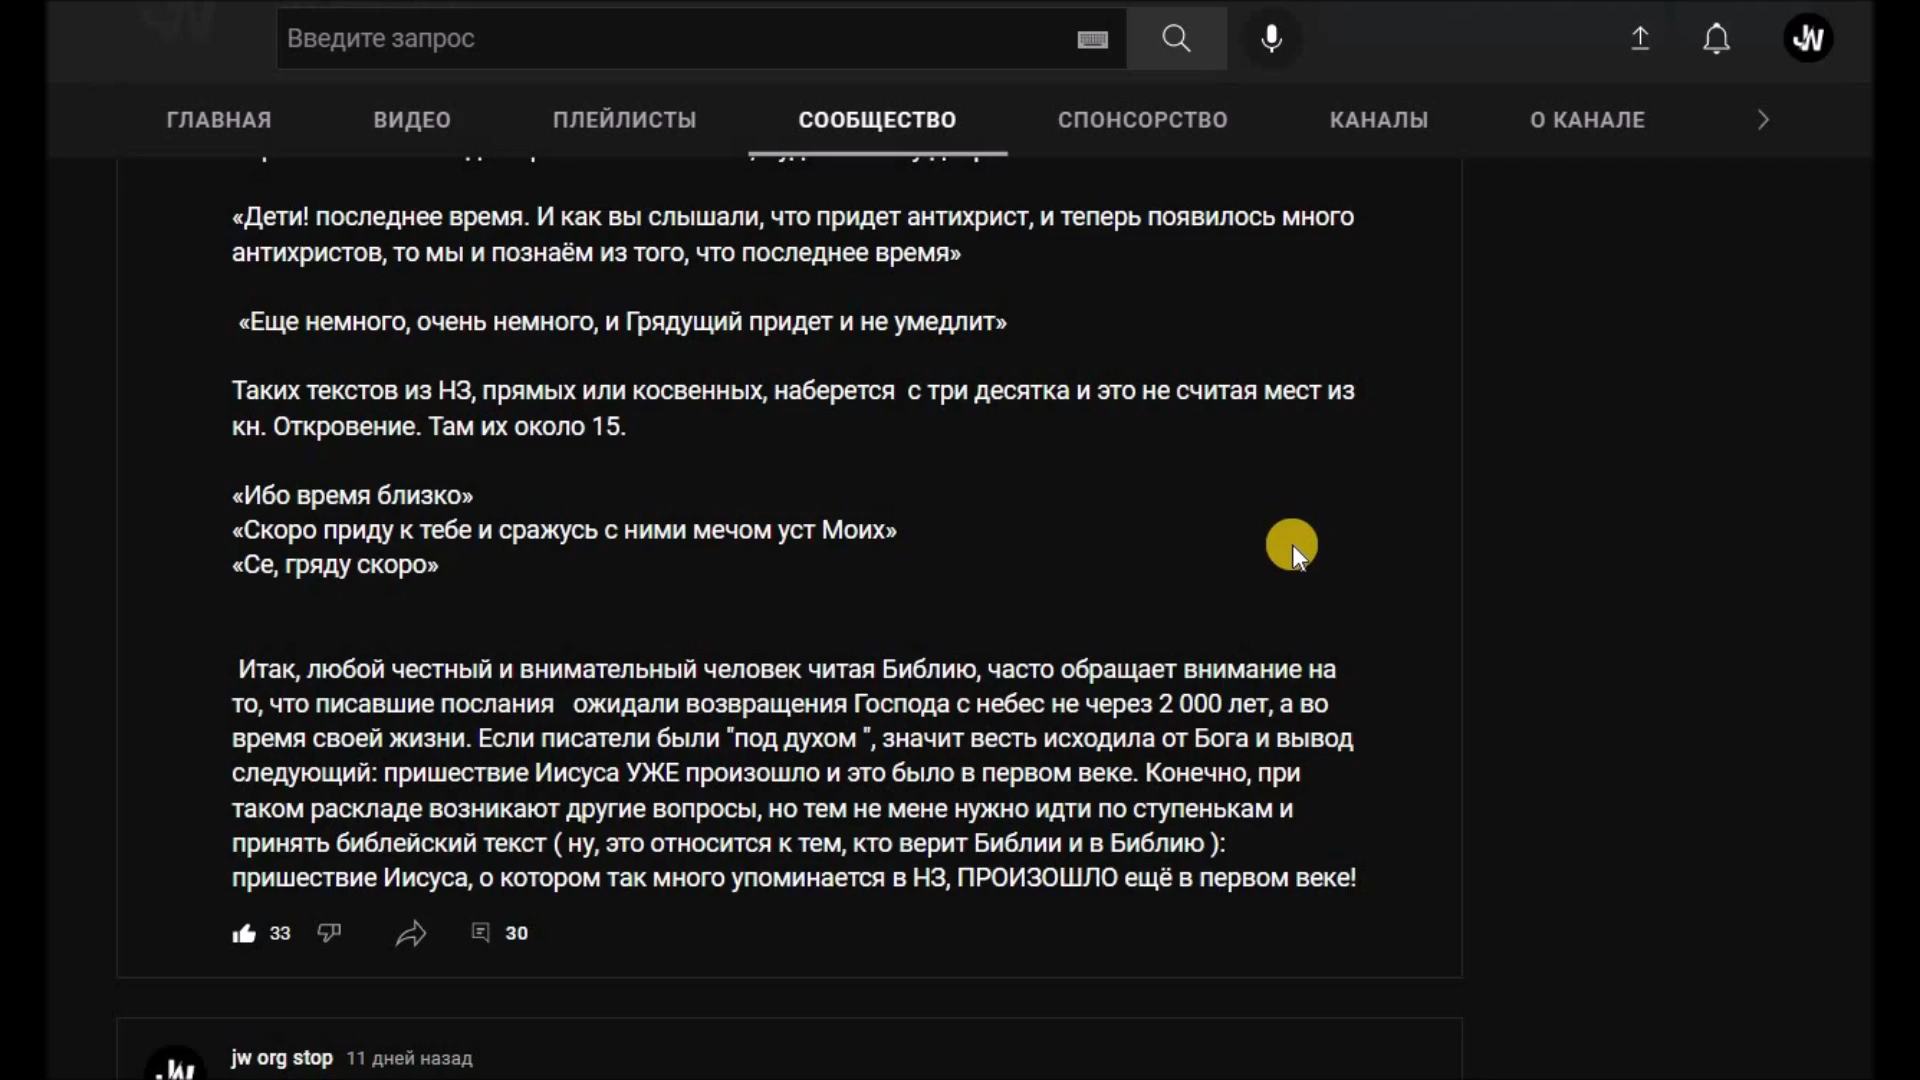 Введите запрос
JW
ГЛАВНАЯ ВИДЕО ПЛЕЙЛИСТЫ СООБЩЕСТВО СПОНСОРСТВО КАНАЛЫ О КАНАЛЕ
«Дети! последнее время. И как вы слышали, что придет антихрист, и теперь появилось много
антихристов, то мы и познаём из того, что последнее время»
«Еще немного, очень немного, и Грядущий придет и не умедлит»
Таких текстов из НЗ, прямых или косвенных, наберется с три десятка и это не считая мест из
кн. Откровение. Там их около 15.
«Ибо время близко»
«Скоро приду к тебе и сражусь с ними мечом уст Моих»
«Се, гряду скоро»
Итак, любой честный и внимательный человек читая Библию, часто обращает внимание на
то, что писавшие послания ожидали возвращения Господа с небес не через 2 000 лет, а во
время своей жизни. Если писатели были "под духом ", значит весть исходила от Бога и вывод
следующий: пришествие Иисуса УЖЕ произошло и это было в первом веке. Конечно, при
таком раскладе возникают другие вопросы, но тем не мене нужно идти по ступенькам и
принять библейский текст ( ну, это относится к тем, кто верит Библии и в Библию ):
пришествие Иисуса, о котором так много упоминается в НЗ, ПРОИЗОШЛО ещё в первом веке!
33 30
jw org stop 11 дней назад
JW